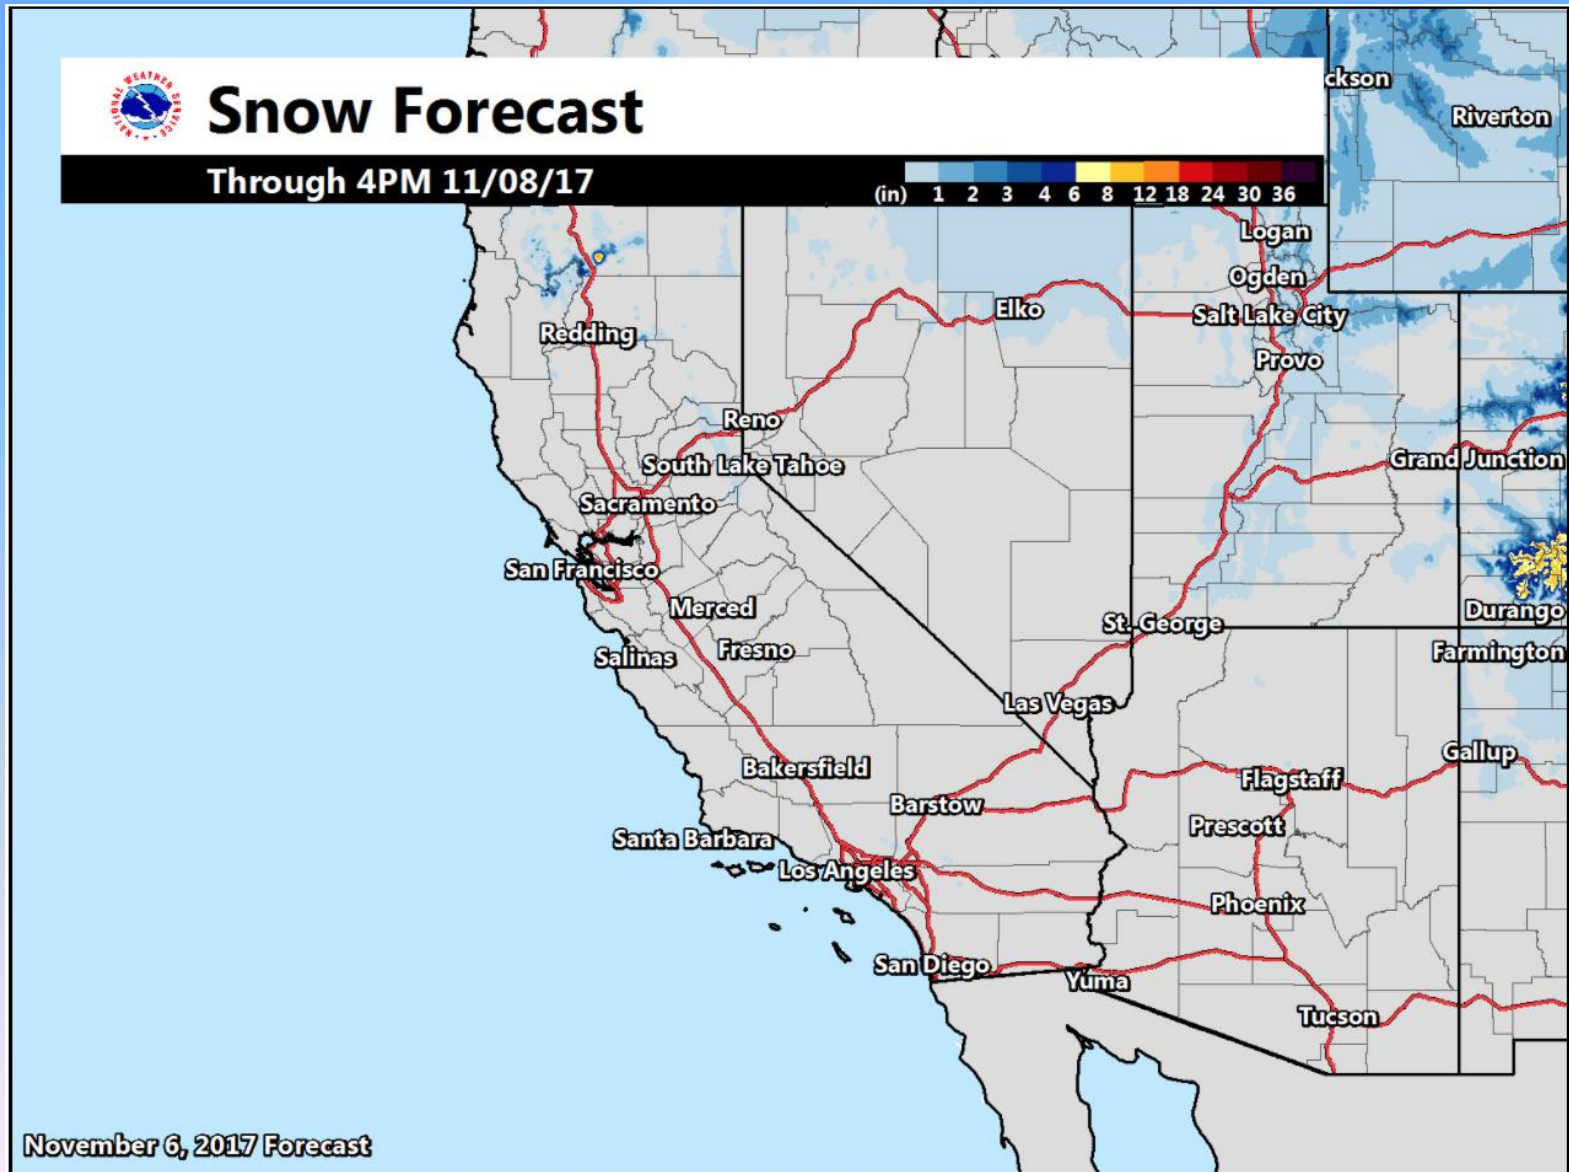 NATIONAL WEATHER SERVICE
Snow Forecast
Through 4PM 11/08/17
(in) 1 2 3 4 6 8 12 18 24 30 36
ckson
Riverton
Logan
Ogden
Elko
Salt Lake City
Redding
Provo
Reno
South Lake Tahoe
Grand Junction
Sacramento
San Francisco
Merced
Durango
St. George
Salinas
Fresno
Farmington
Las Vegas
Gallup
Bakersfield
Flagstaff
Barstow
Prescott
Santa Barbara
Los Angeles
Phoenix
San Diego
Yuma
Tucson
November 6, 2017 Forecast